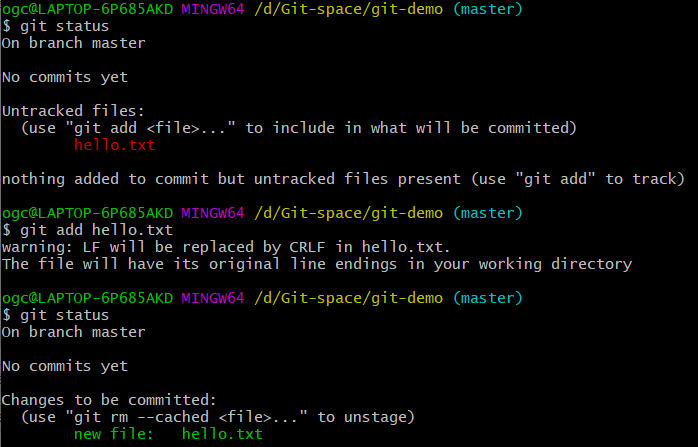 ogc@LAPTOP-6P685AKD MINGW64 /d/Git-space/git-demo (master)
$ git status
On branch master

No commits yet

Untracked files:
  (use "git add <file>..." to include in what will be committed)
        hello.txt

nothing added to commit but untracked files present (use "git add" to track)

ogc@LAPTOP-6P685AKD MINGW64 /d/Git-space/git-demo (master)
$ git add hello.txt
warning: LF will be replaced by CRLF in hello.txt.
The file will have its original line endings in your working directory

ogc@LAPTOP-6P685AKD MINGW64 /d/Git-space/git-demo (master)
$ git status
On branch master

No commits yet

Changes to be committed:
  (use "git rm --cached <file>..." to unstage)
        new file:   hello.txt